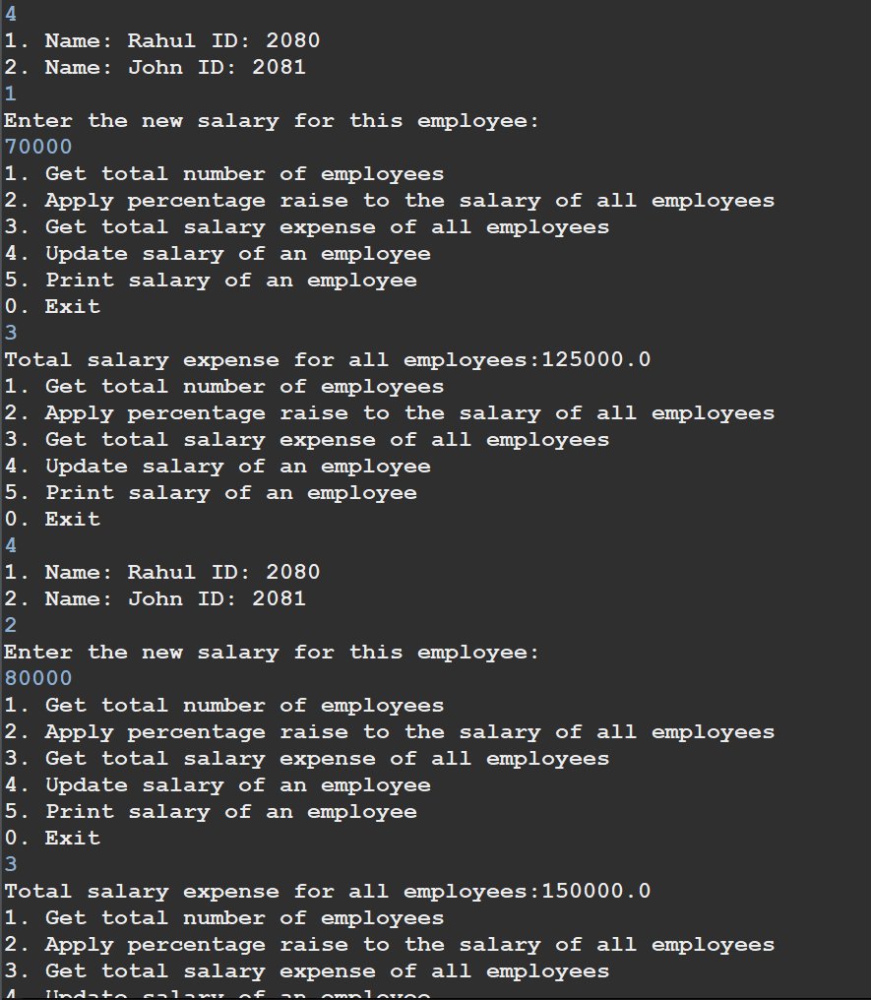 4
1. Name: Rahul ID: 2080
2. Name: John ID: 2081
1
Enter the new salary for this employee:
70000
1. Get total number of employees
2. Apply percentage raise to the salary of all employees
3. Get total salary expense of all employees
4. Update salary of an employee
5. Print salary of an employee
0. Exit
3
Total salary expense for all employees:125000.0
1. Get total number of employees
2. Apply percentage raise to the salary of all employees
3. Get total salary expense of all employees
4. Update salary of an employee
5. Print salary of an employee
0. Exit
4
1. Name: Rahul ID: 2080
2. Name: John ID: 2081
2
Enter the new salary for this employee:
80000
1. Get total number of employees
2. Apply percentage raise to the salary of all employees
3. Get total salary expense of all employees
4. Update salary of an employee
5. Print salary of an employee
0. Exit
3
Total salary expense for all employees:150000.0
1. Get total number of employees
2. Apply percentage raise to the salary of all employees
3. Get total salary expense of all employees
4. Update salary of an employee